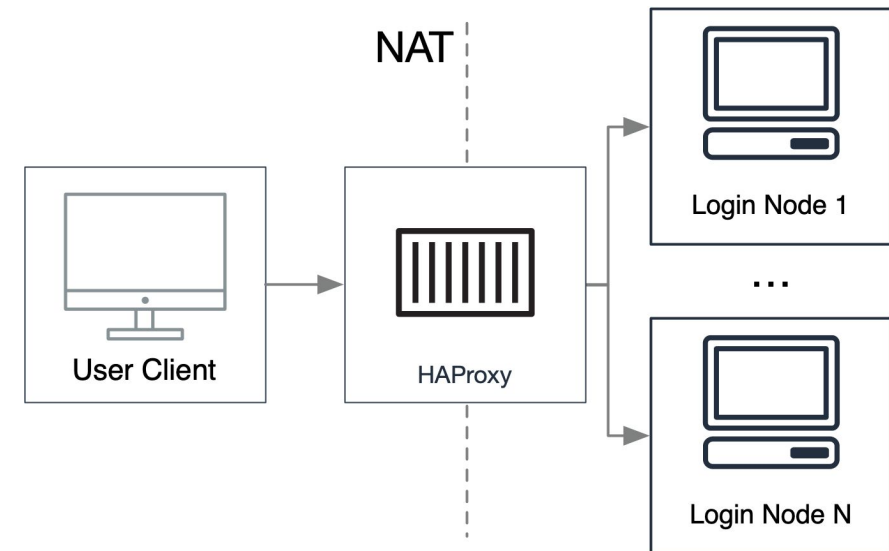 NAT
User Client
HAProxy
Login Node 1
...
Login Node N